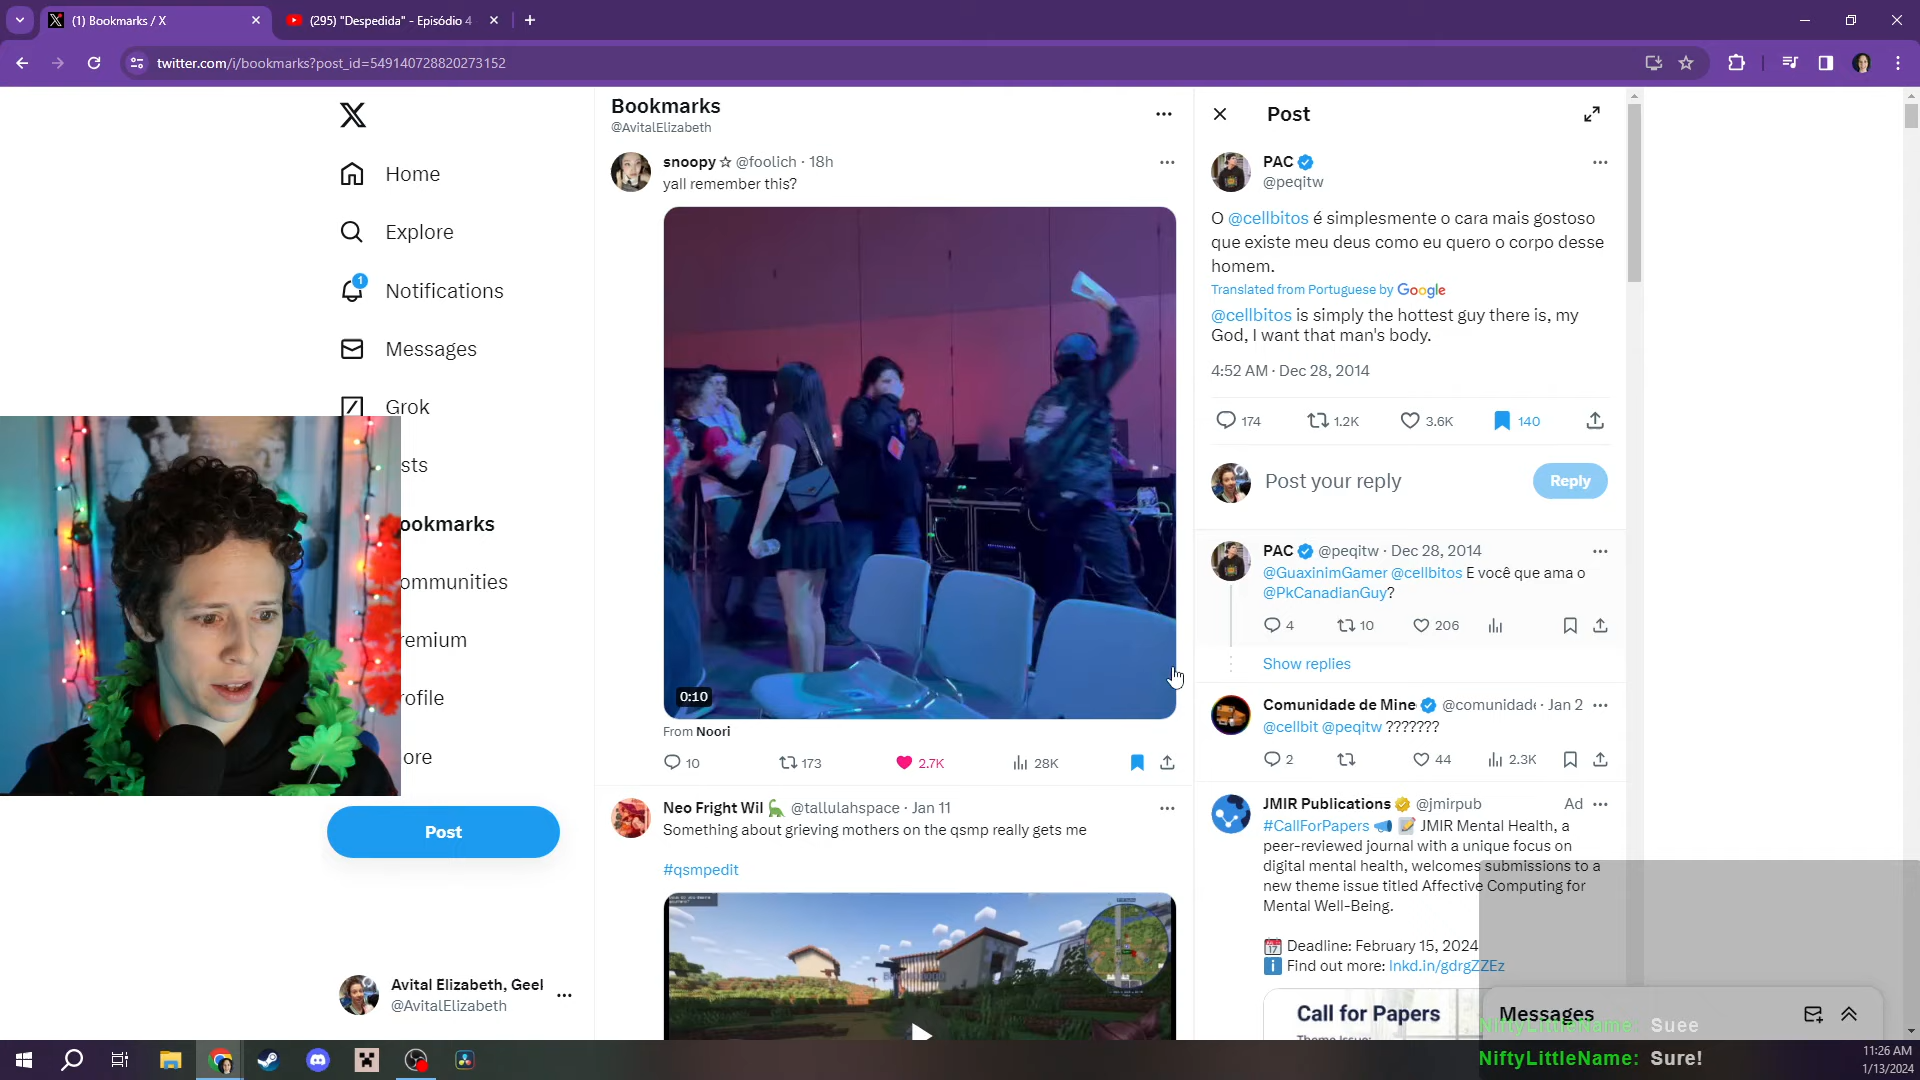 (1) Bookmarks / X
(295) "Despedida" - Episódio 4
twitter.com/i/bookmarks?post_id=549140728820273152
Home
Explore
1
Notifications
Messages
Grok
sts
ookmarks
ommunities
remium
rofile
ore
Post
Avital Elizabeth, Geel
@AvitalElizabeth
Bookmarks
@AvitalElizabeth
snoopy ☆ @foolich · 18h
yall remember this?
0:10
From Noori
10 173 2.7K 28K
Neo Fright Wil 🦕 @tallulahspace · Jan 11
Something about grieving mothers on the qsmp really gets me
#qsmpedit
Post
PAC
@peqitw
O @cellbitos é simplesmente o cara mais gostoso
que existe meu deus como eu quero o corpo desse
homem.
Translated from Portuguese by Google
@cellbitos is simply the hottest guy there is, my
God, I want that man's body.
4:52 AM · Dec 28, 2014
174 1.2K 3.6K 140
Post your reply
Reply
PAC @peqitw · Dec 28, 2014
@GuaxinimGamer @cellbitos E você que ama o
@PkCanadianGuy?
4 10 206
Show replies
Comunidade de Mine @comunidade · Jan 2
@cellbit @peqitw ???????
2 44 2.3K
JMIR Publications @jmirpub Ad
#CallForPapers 📣 📝 JMIR Mental Health, a
peer-reviewed journal with a unique focus on
digital mental health, welcomes submissions to a
new theme issue titled Affective Computing for
Mental Well-Being.
📅 Deadline: February 15, 2024
ℹ️ Find out more: lnkd.in/gdrgZZEz
Call for Papers
Theme Issue:
Messages
NiftyLittleName: Suee
NiftyLittleName: Sure!
11:26 AM
1/13/2024